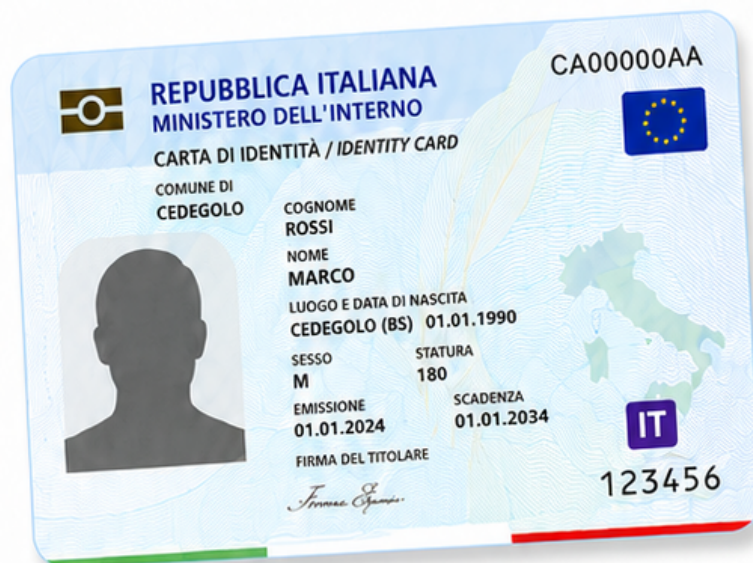 REPUBBLICA ITALIANA
CA00000AA
MINISTERO DELL'INTERNO
CARTA DI IDENTITÀ / IDENTITY CARD
COMUNE DI
CEDEGOLO
COGNOME
ROSSI
NOME
MARCO
LUOGO E DATA DI NASCITA
CEDEGOLO (BS) 01.01.1990
SESSO STATURA
M 180
EMISSIONE SCADENZA
01.01.2024 01.01.2034
IT
FIRMA DEL TITOLARE
123456